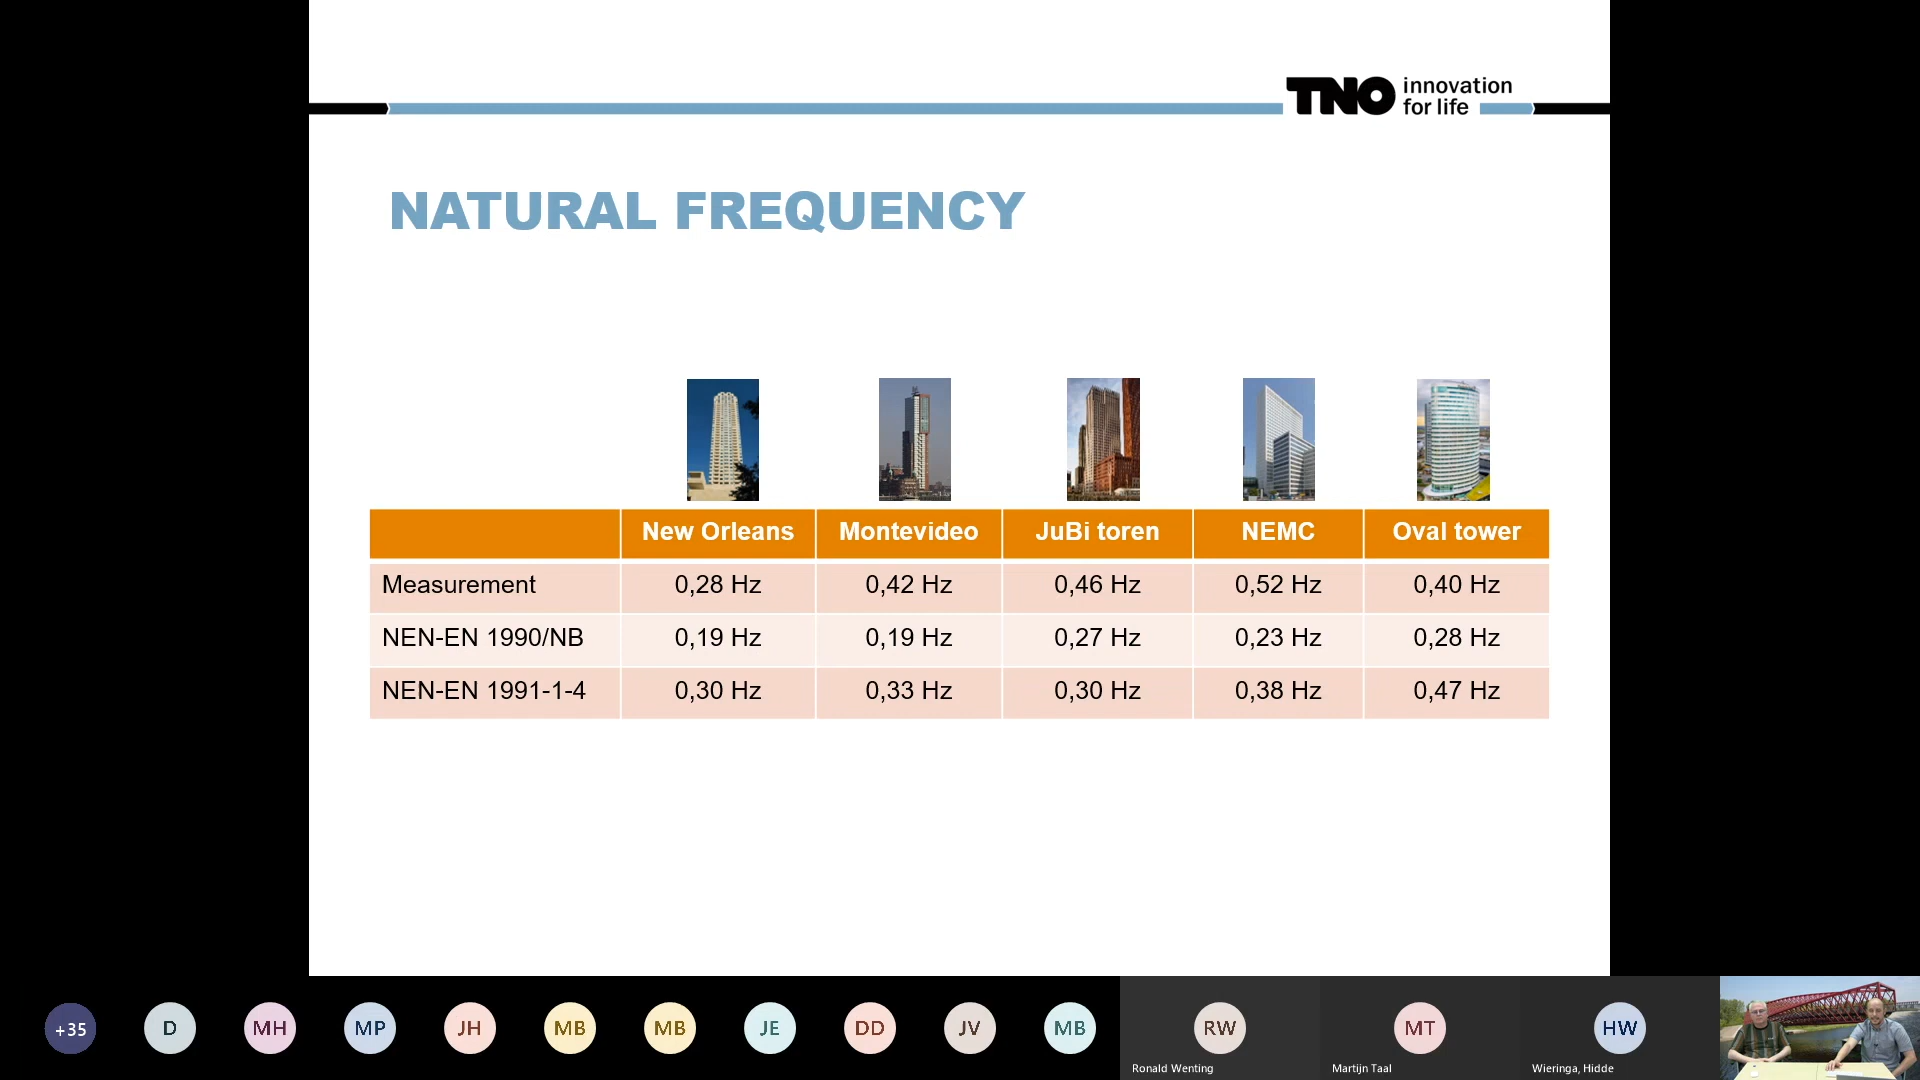 TNO innovation
for life
NATURAL FREQUENCY
New Orleans Montevideo JuBi toren NEMC Oval tower
Measurement 0,28 Hz 0,42 Hz 0,46 Hz 0,52 Hz 0,40 Hz
NEN-EN 1990/NB 0,19 Hz 0,19 Hz 0,27 Hz 0,23 Hz 0,28 Hz
NEN-EN 1991-1-4 0,30 Hz 0,33 Hz 0,30 Hz 0,38 Hz 0,47 Hz
+35 D MH MP JH MB MB JE DD JV MB RW MT HW
Ronald Wenting Martijn Taal Wieringa, Hidde